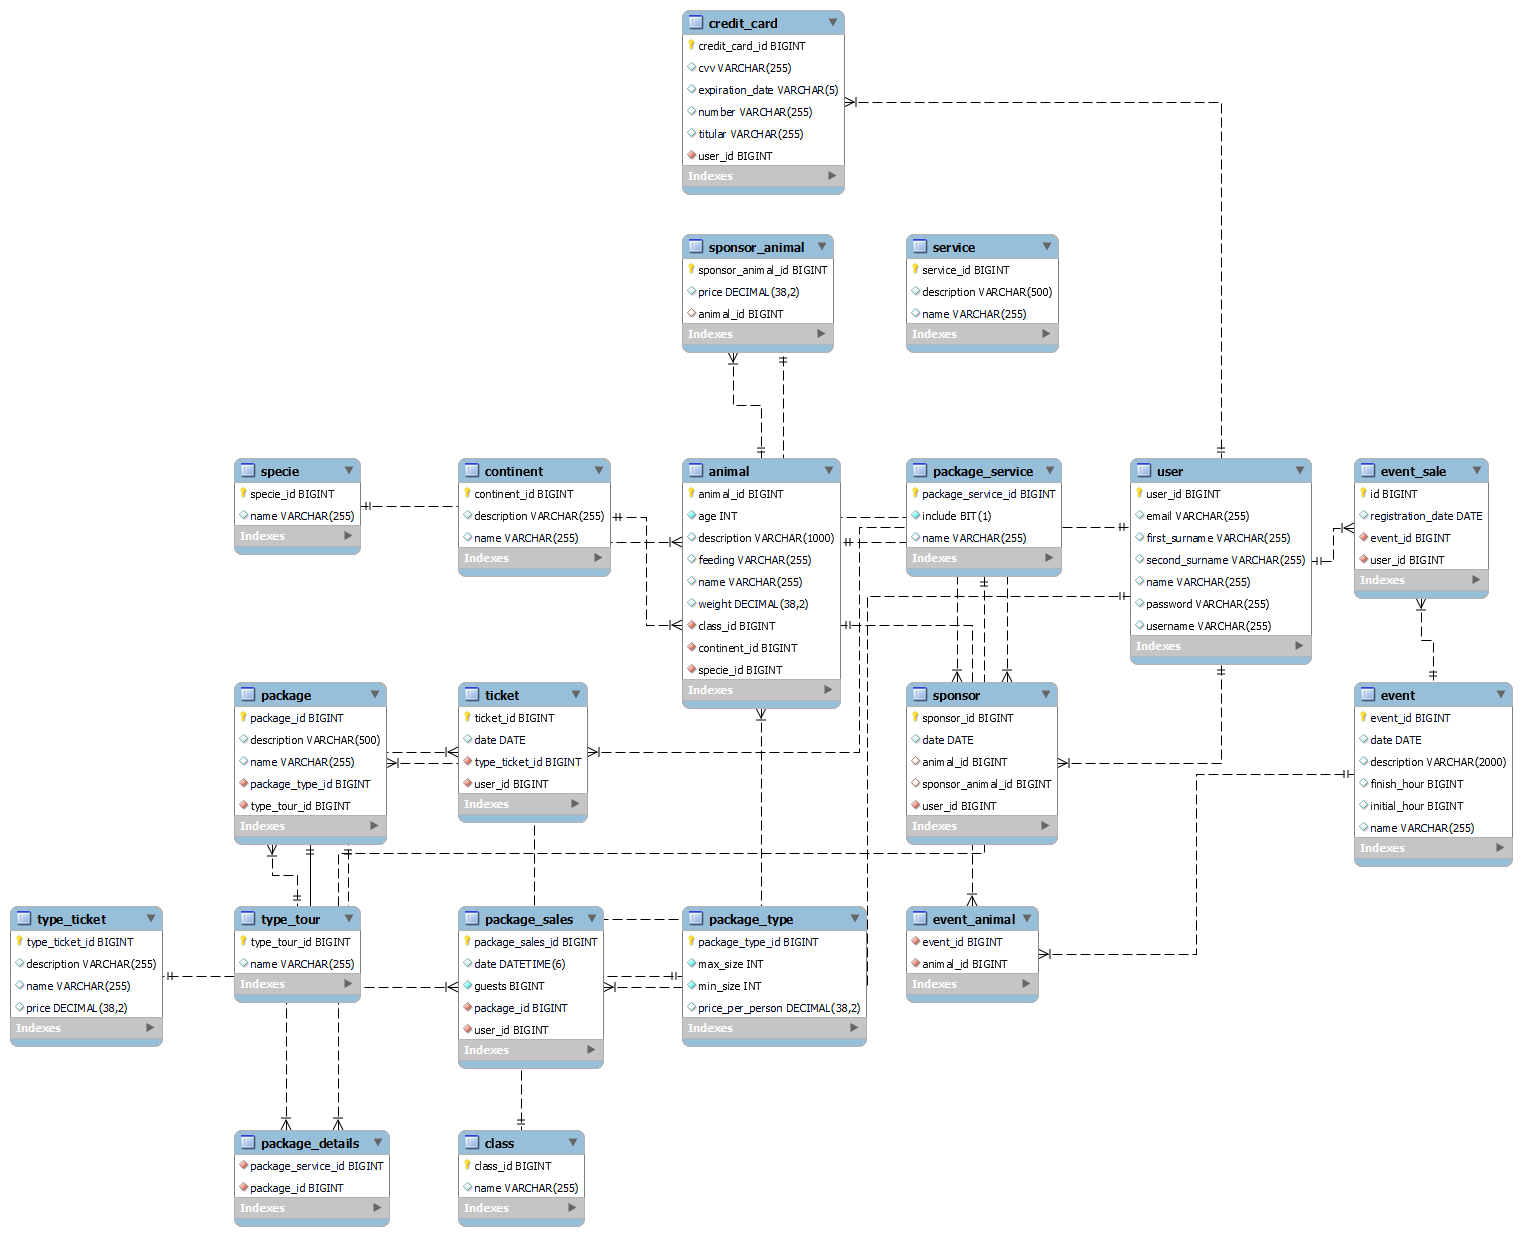 credit_card
credit_card_id BIGINT
cvv VARCHAR(255)
expiration_date VARCHAR(5)
number VARCHAR(255)
titular VARCHAR(255)
user_id BIGINT
Indexes
sponsor_animal
sponsor_animal_id BIGINT
price DECIMAL(38,2)
animal_id BIGINT
Indexes
service
service_id BIGINT
description VARCHAR(500)
name VARCHAR(255)
Indexes
specie
specie_id BIGINT
name VARCHAR(255)
Indexes
continent
continent_id BIGINT
description VARCHAR(255)
name VARCHAR(255)
Indexes
animal
animal_id BIGINT
age INT
description VARCHAR(1000)
feeding VARCHAR(255)
name VARCHAR(255)
weight DECIMAL(38,2)
class_id BIGINT
continent_id BIGINT
specie_id BIGINT
Indexes
package_service
package_service_id BIGINT
include BIT(1)
name VARCHAR(255)
Indexes
user
user_id BIGINT
email VARCHAR(255)
first_surname VARCHAR(255)
second_surname VARCHAR(255)
name VARCHAR(255)
password VARCHAR(255)
username VARCHAR(255)
Indexes
event_sale
id BIGINT
registration_date DATE
event_id BIGINT
user_id BIGINT
Indexes
package
package_id BIGINT
description VARCHAR(500)
name VARCHAR(255)
package_type_id BIGINT
type_tour_id BIGINT
Indexes
ticket
ticket_id BIGINT
date DATE
type_ticket_id BIGINT
user_id BIGINT
Indexes
sponsor
sponsor_id BIGINT
date DATE
animal_id BIGINT
sponsor_animal_id BIGINT
user_id BIGINT
Indexes
event
event_id BIGINT
date DATE
description VARCHAR(2000)
finish_hour BIGINT
initial_hour BIGINT
name VARCHAR(255)
Indexes
type_ticket
type_ticket_id BIGINT
description VARCHAR(255)
name VARCHAR(255)
price DECIMAL(38,2)
Indexes
type_tour
type_tour_id BIGINT
name VARCHAR(255)
Indexes
package_sales
package_sales_id BIGINT
date DATETIME(6)
guests BIGINT
package_id BIGINT
user_id BIGINT
Indexes
package_type
package_type_id BIGINT
max_size INT
min_size INT
price_per_person DECIMAL(38,2)
Indexes
event_animal
event_id BIGINT
animal_id BIGINT
Indexes
package_details
package_service_id BIGINT
package_id BIGINT
Indexes
class
class_id BIGINT
name VARCHAR(255)
Indexes